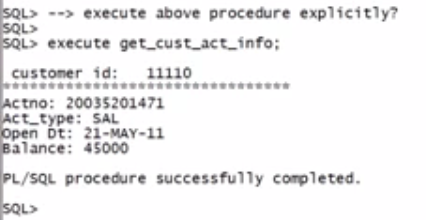 SQL> --> execute above procedure explicitly?
SQL>
SQL> execute get_cust_act_info;
customer id:   11110
**********************************
Actno: 20035201471
Act_type: SAL
Open Dt: 21-MAY-11
Balance: 45000
PL/SQL procedure successfully completed.
SQL>